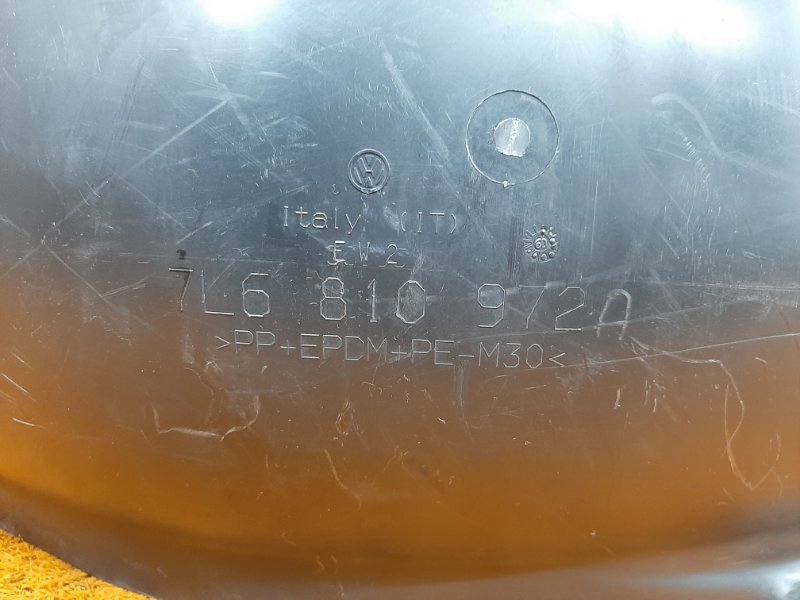 Italy (IT)
EW2
7L6 810 972A
>PP+EPDM+PE-M30<